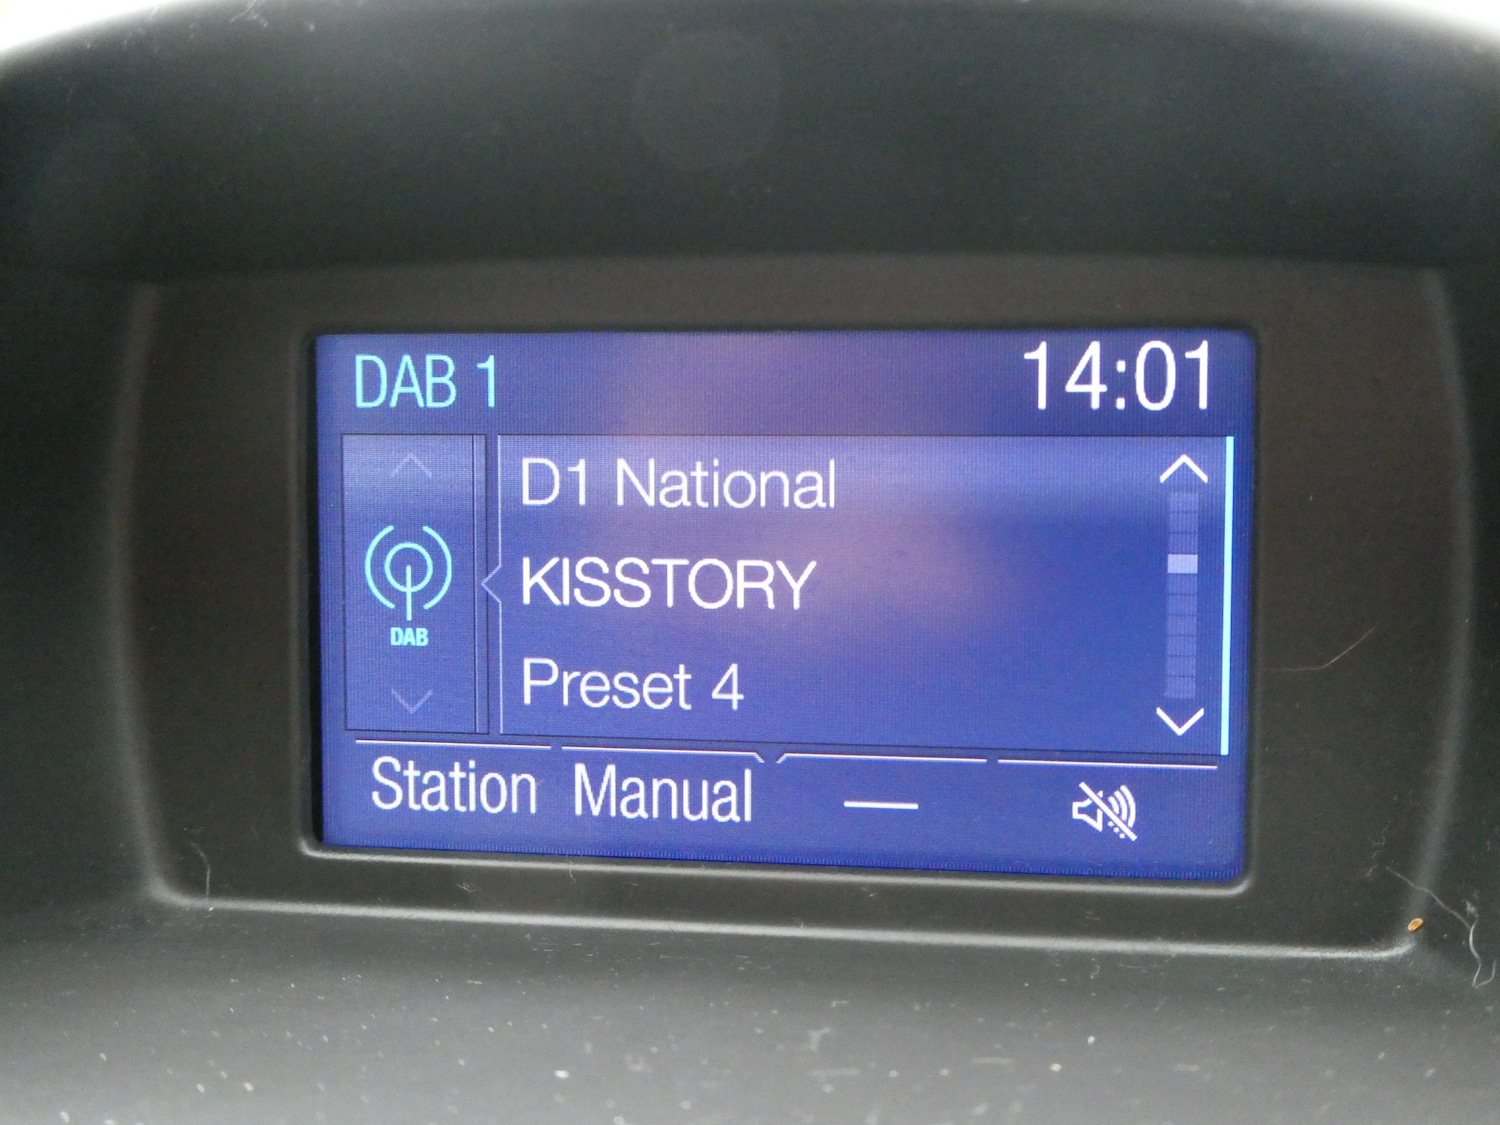 DAB 1 14:01
D1 National
KISSTORY
DAB
Preset 4
Station Manual